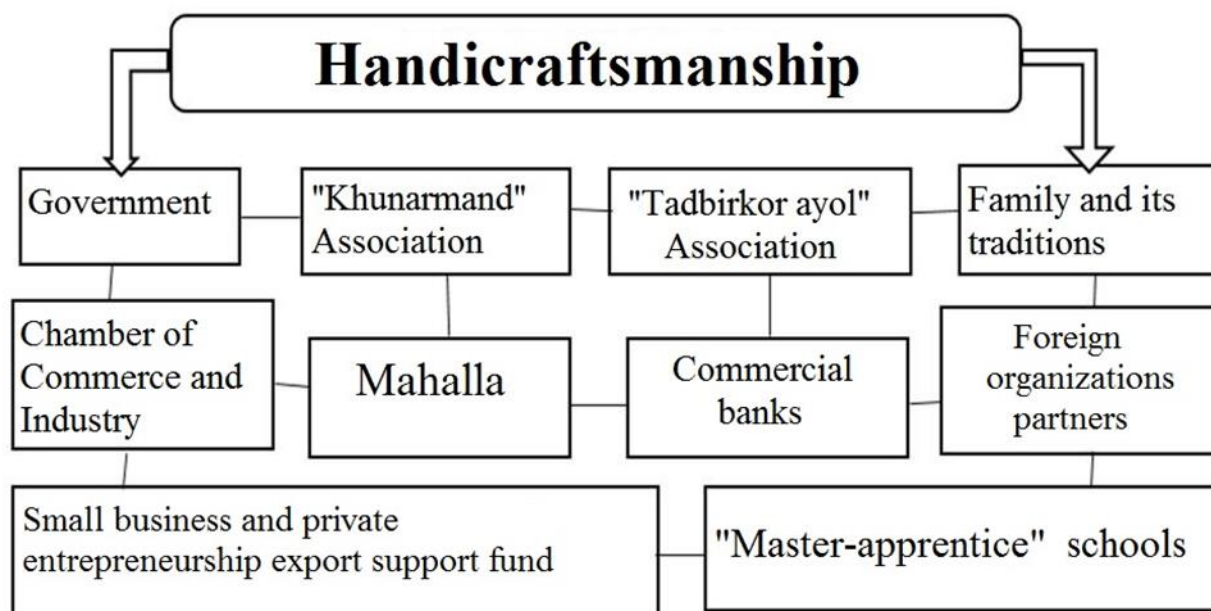 Handicraftsmanship
Government
"Khunarmand"
Association
"Tadbirkor ayol"
Association
Family and its
traditions
Chamber of
Commerce and
Industry
Mahalla
Commercial
banks
Foreign
organizations
partners
Small business and private
entrepreneurship export support fund
"Master-apprentice" schools